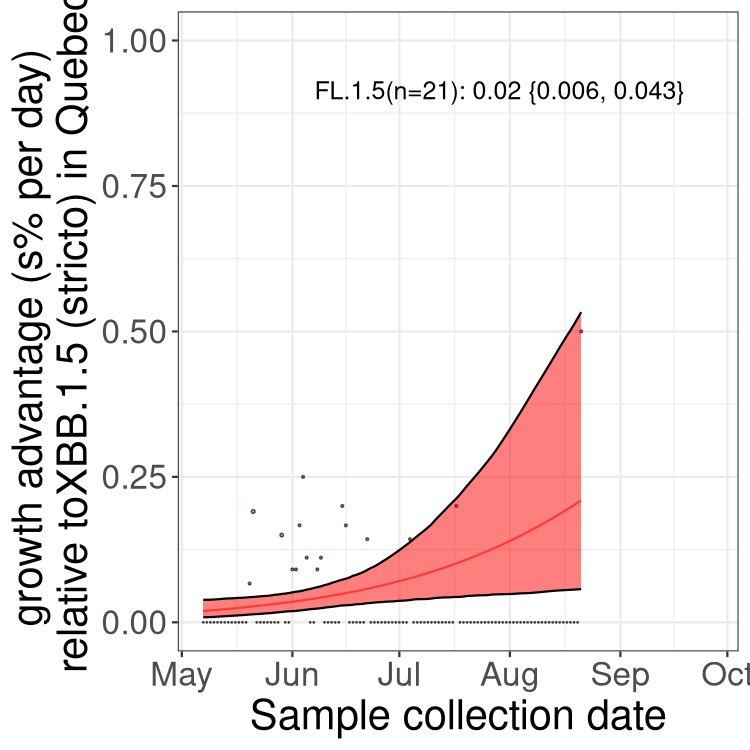 growth advantage (s% per day)
relative toXBB.1.5 (stricto) in Quebec
1.00
0.75
0.50
0.25
0.00
FL.1.5(n=21): 0.02 {0.006, 0.043}
May Jun Jul Aug Sep Oct
Sample collection date